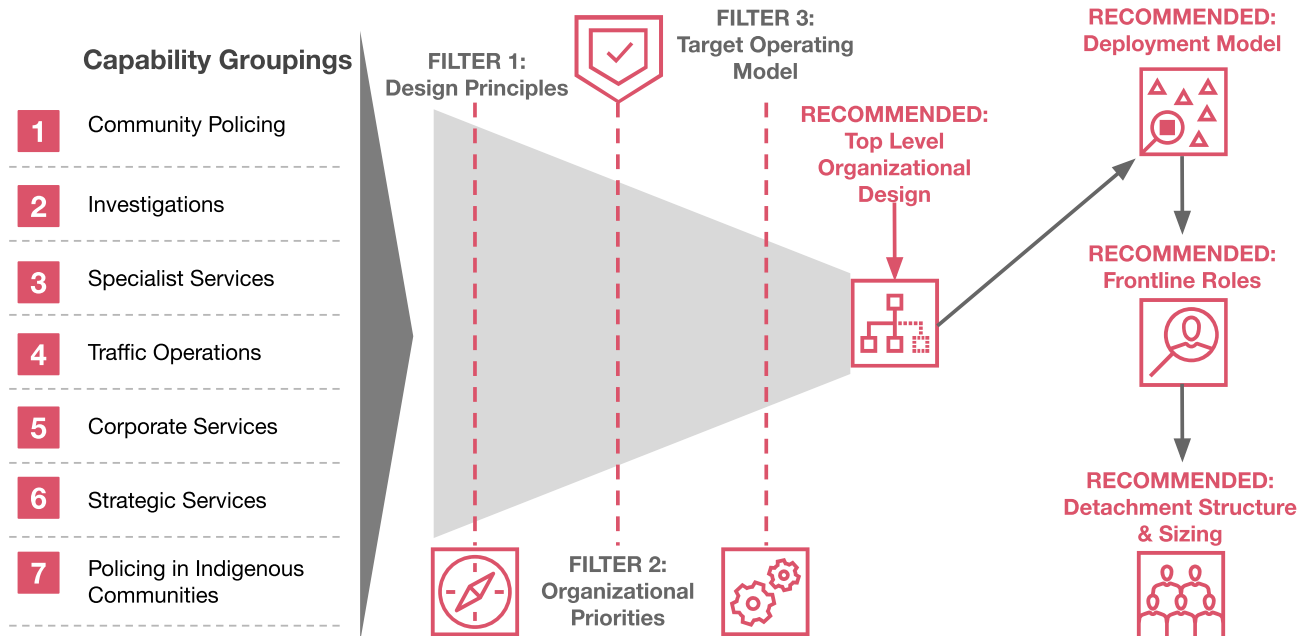 Capability Groupings
1
Community Policing
2
Investigations
3
Specialist Services
4
Traffic Operations
5
Corporate Services
6
Strategic Services
7
Policing in Indigenous
Communities
FILTER 1:
Design Principles
FILTER 2:
Organizational
Priorities
FILTER 3:
Target Operating
Model
RECOMMENDED:
Top Level
Organizational
Design
RECOMMENDED:
Deployment Model
RECOMMENDED:
Frontline Roles
RECOMMENDED:
Detachment Structure
& Sizing